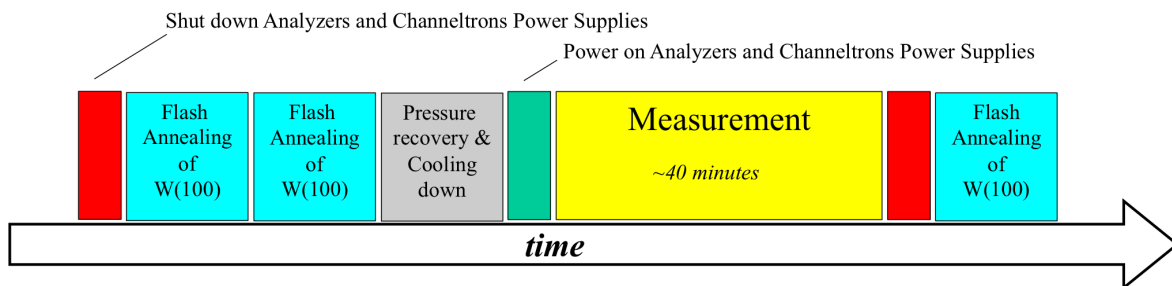 Shut down Analyzers and Channeltrons Power Supplies
Power on Analyzers and Channeltrons Power Supplies
Flash
Annealing
of
W(100)
Flash
Annealing
of
W(100)
Pressure
recovery &
Cooling
down
Measurement
~40 minutes
Flash
Annealing
of
W(100)
time